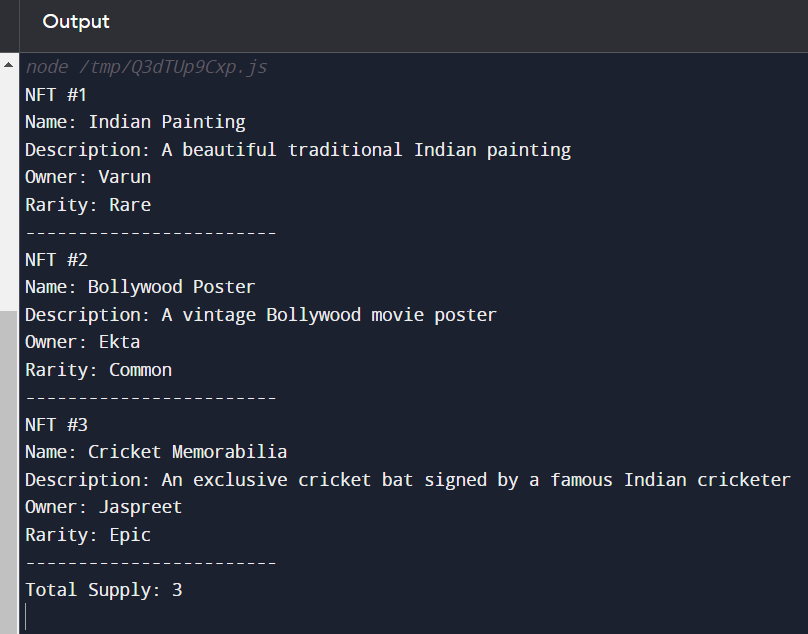 Output
node /tmp/Q3dTUp9Cxp.js
NFT #1
Name: Indian Painting
Description: A beautiful traditional Indian painting
Owner: Varun
Rarity: Rare
------------------------
NFT #2
Name: Bollywood Poster
Description: A vintage Bollywood movie poster
Owner: Ekta
Rarity: Common
------------------------
NFT #3
Name: Cricket Memorabilia
Description: An exclusive cricket bat signed by a famous Indian cricketer
Owner: Jaspreet
Rarity: Epic
------------------------
Total Supply: 3